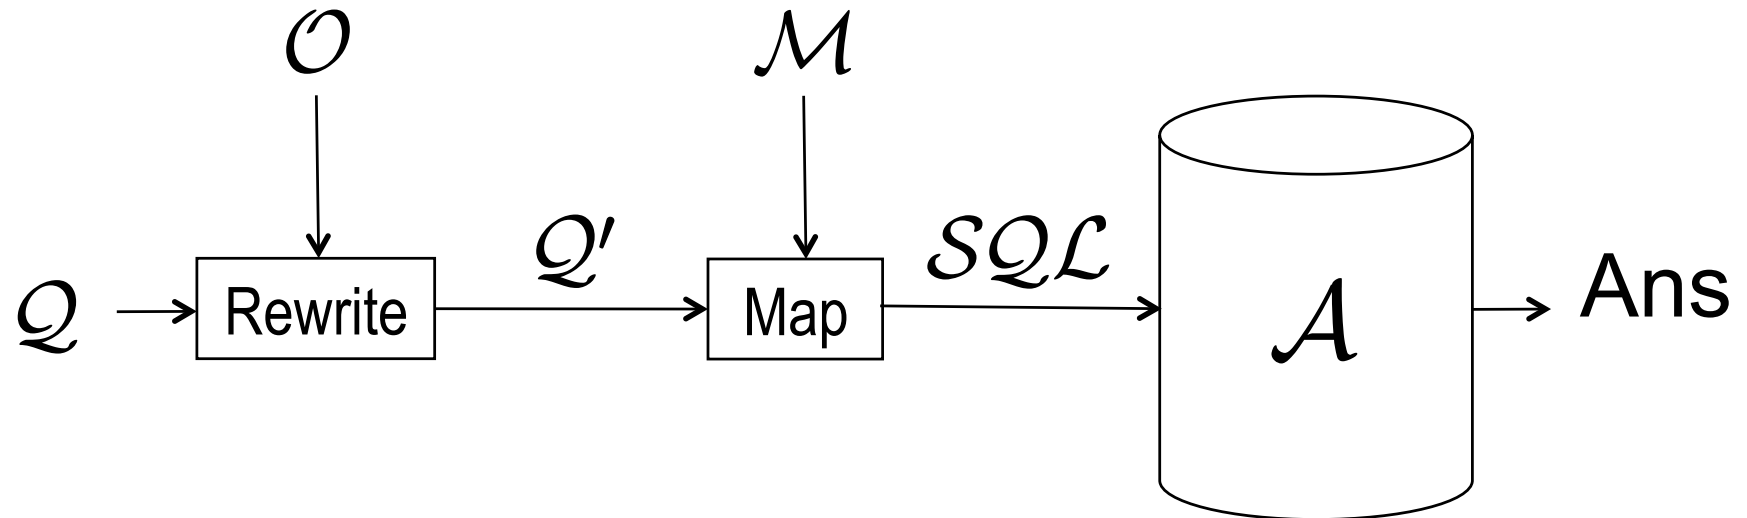 𝒪
ℳ
𝒬
Rewrite
𝒬′
Map
𝒮𝒬ℒ
𝒜
Ans